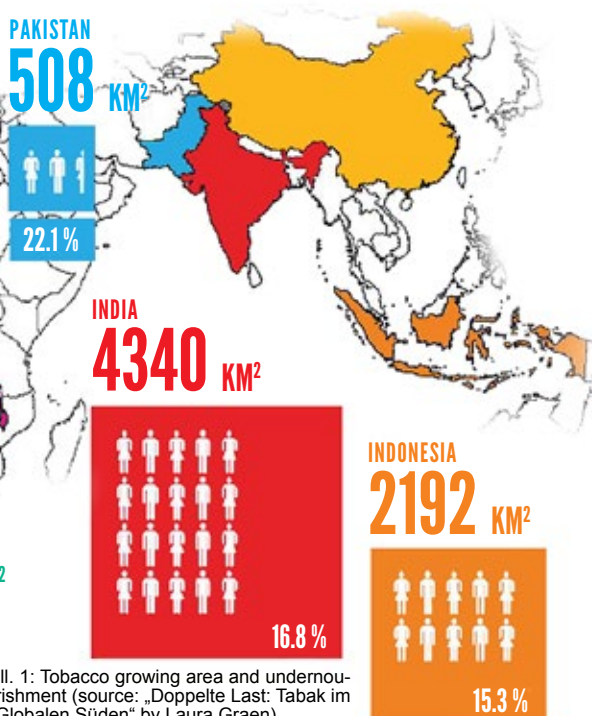 PAKISTAN
508 KM²
22.1 %
INDIA
4340 KM²
16.8 %
INDONESIA
2192 KM²
15.3 %
2
ll. 1: Tobacco growing area and undernou-
rishment (source: „Doppelte Last: Tabak im
Globalen Süden“ by Laura Graen)